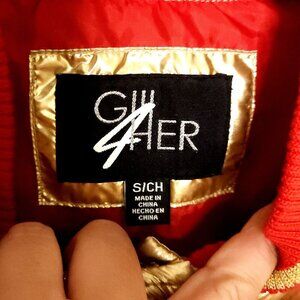 GIII
4HER
S/CH
MADE IN
CHINA
HECHO EN
CHINA